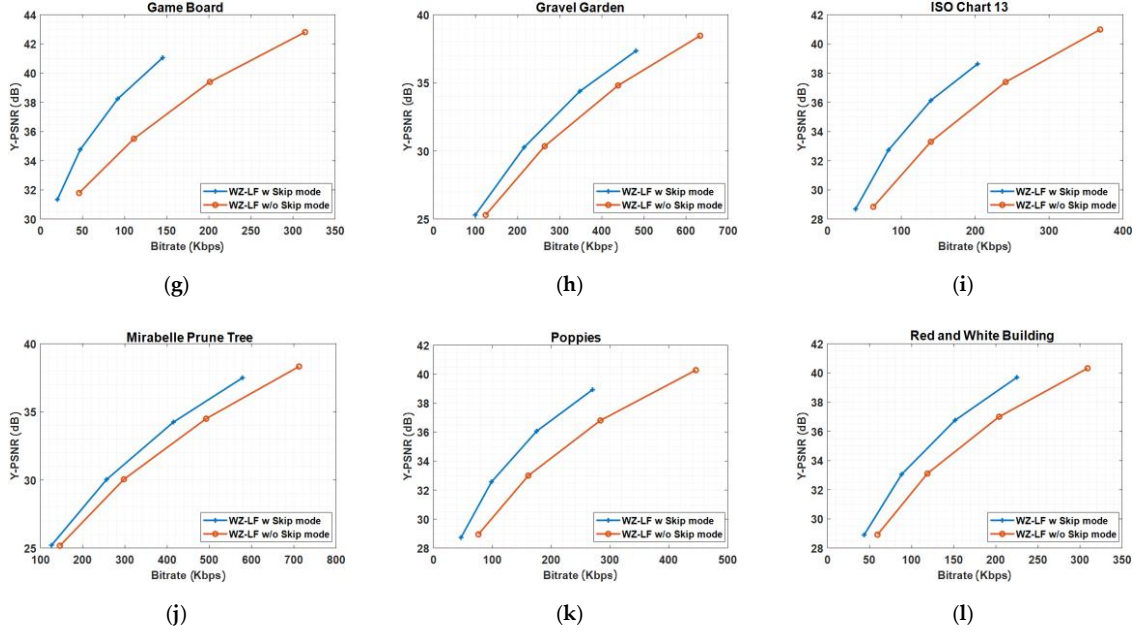 Game Board
44
42
40
38
36
34
32
30
Y-PSNR (dB)
WZ-LF w Skip mode
WZ-LF w/o Skip mode
0 50 100 150 200 250 300 350
Bitrate (Kbps)
(g)
Gravel Garden
40
35
30
25
Y-PSNR (dB)
WZ-LF w Skip mode
WZ-LF w/o Skip mode
0 100 200 300 400 500 600 700
Bitrate (Kbps)
(h)
ISO Chart 13
42
40
38
36
34
32
30
28
Y-PSNR (dB)
WZ-LF w Skip mode
WZ-LF w/o Skip mode
0 100 200 300 400
Bitrate (Kbps)
(i)
Mirabelle Prune Tree
40
35
30
25
Y-PSNR (dB)
WZ-LF w Skip mode
WZ-LF w/o Skip mode
100 200 300 400 500 600 700 800
Bitrate (Kbps)
(j)
Poppies
42
40
38
36
34
32
30
28
Y-PSNR (dB)
WZ-LF w Skip mode
WZ-LF w/o Skip mode
0 100 200 300 400 500
Bitrate (Kbps)
(k)
Red and White Building
42
40
38
36
34
32
30
28
Y-PSNR (dB)
WZ-LF w Skip mode
WZ-LF w/o Skip mode
0 50 100 150 200 250 300 350
Bitrate (Kbps)
(l)